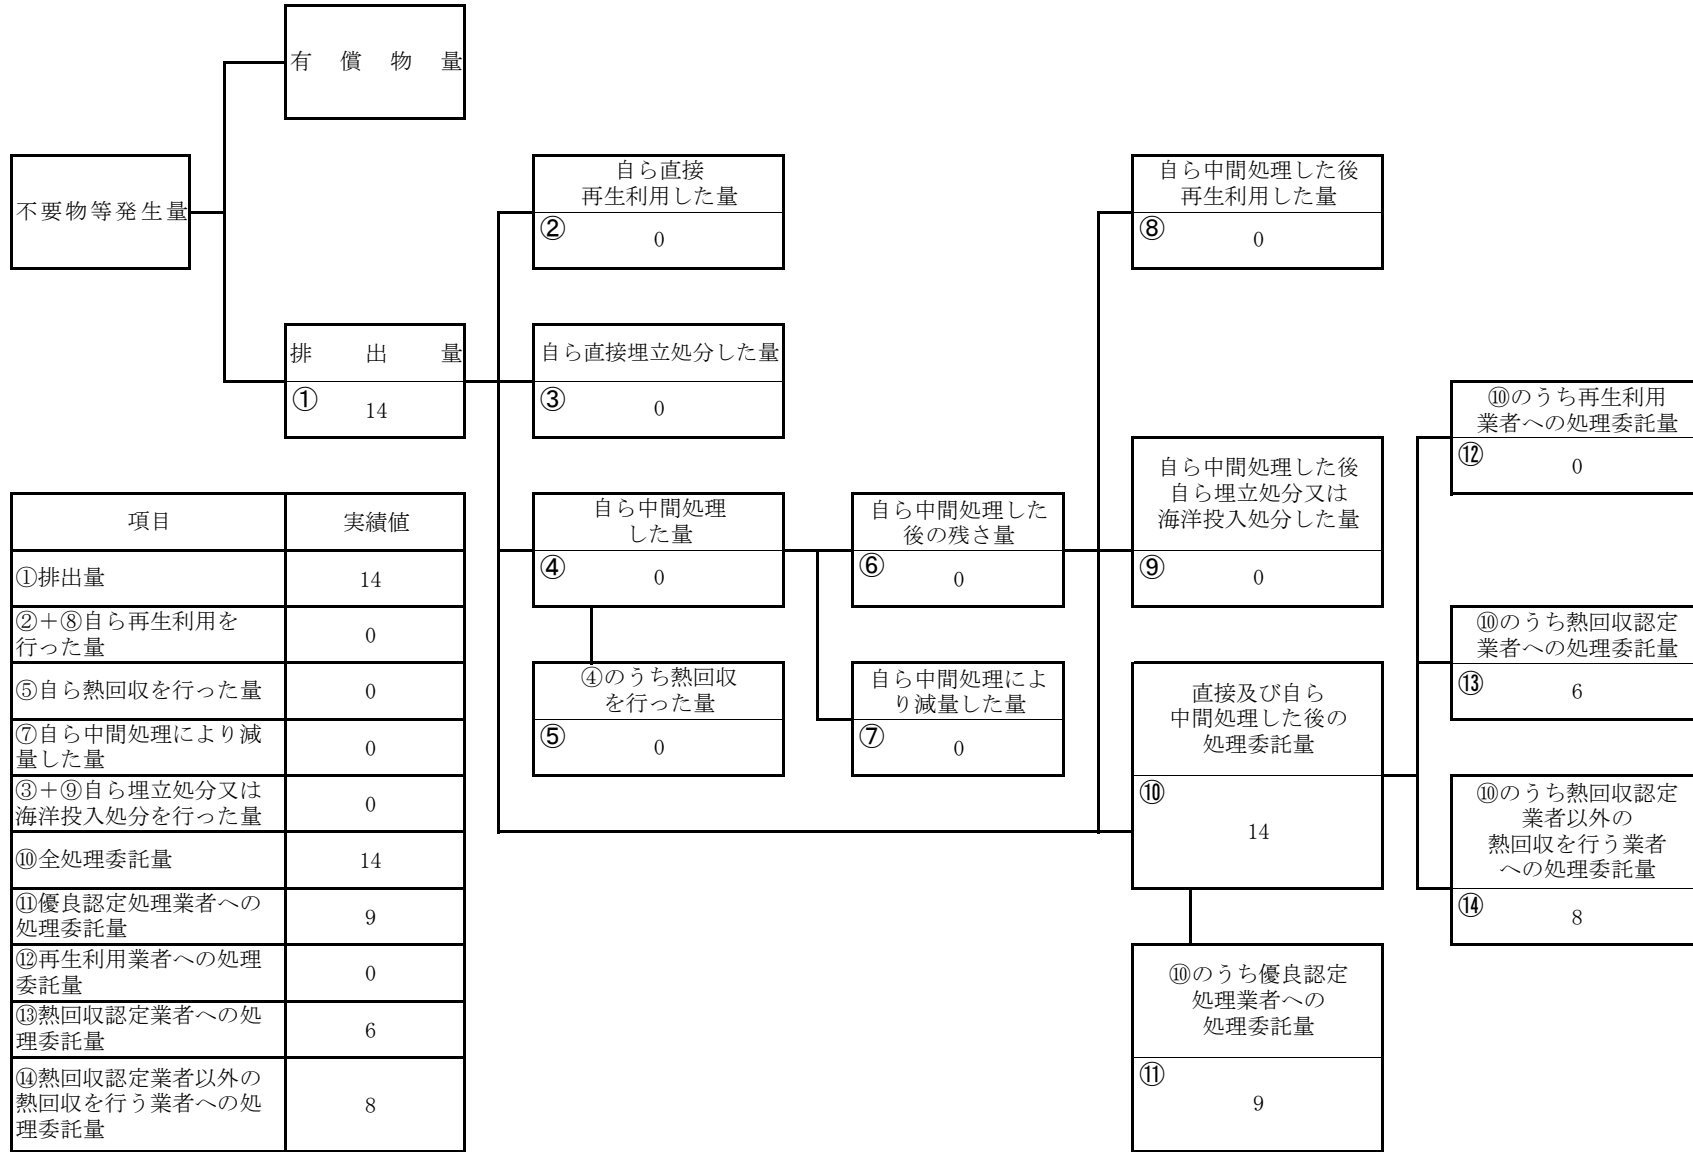 有償物量
不要物等発生量
排出量
①
14
自ら直接
再生利用した量
②
0
自ら直接埋立処分した量
③
0
自ら中間処理
した量
④
0
④のうち熱回収
を行った量
⑤
0
自ら中間処理した
後の残さ量
⑥
0
自ら中間処理によ
り減量した量
⑦
0
自ら中間処理した後
再生利用した量
⑧
0
自ら中間処理した後
自ら埋立処分又は
海洋投入処分した量
⑨
0
直接及び自ら
中間処理した後の
処理委託量
⑩
14
⑩のうち優良認定
処理業者への
処理委託量
⑪
9
⑩のうち再生利用
業者への処理委託量
⑫
0
⑩のうち熱回収認定
業者への処理委託量
⑬
6
⑩のうち熱回収認定
業者以外の
熱回収を行う業者
への処理委託量
⑭
8
項目 実績値
①排出量 14
②＋⑧自ら再生利用を
行った量 0
⑤自ら熱回収を行った量 0
⑦自ら中間処理により減
量した量 0
③＋⑨自ら埋立処分又は
海洋投入処分を行った量 0
⑩全処理委託量 14
⑪優良認定処理業者への
処理委託量 9
⑫再生利用業者への処理
委託量 0
⑬熱回収認定業者への処
理委託量 6
⑭熱回収認定業者以外の
熱回収を行う業者への処
理委託量 8